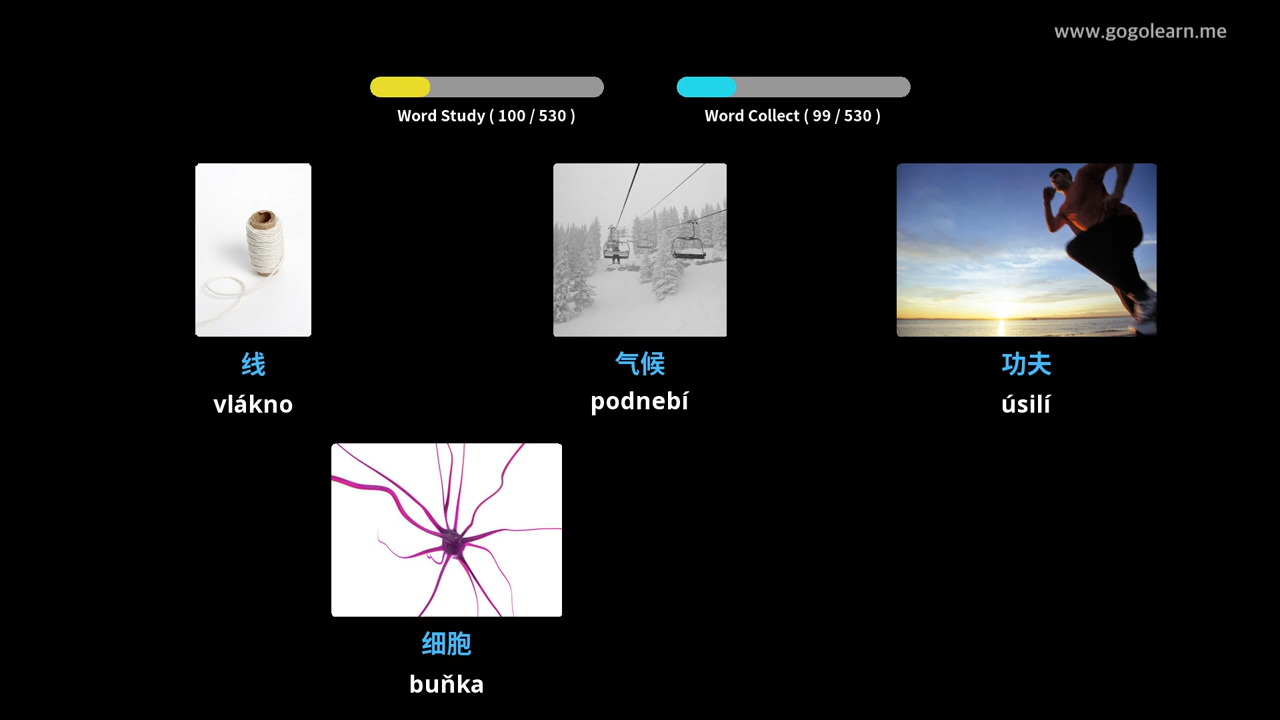 www.gogolearn.me
Word Study ( 100 / 530 )
Word Collect ( 99 / 530 )
线
气候
功夫
vlákno
podnebí
úsilí
细胞
buňka